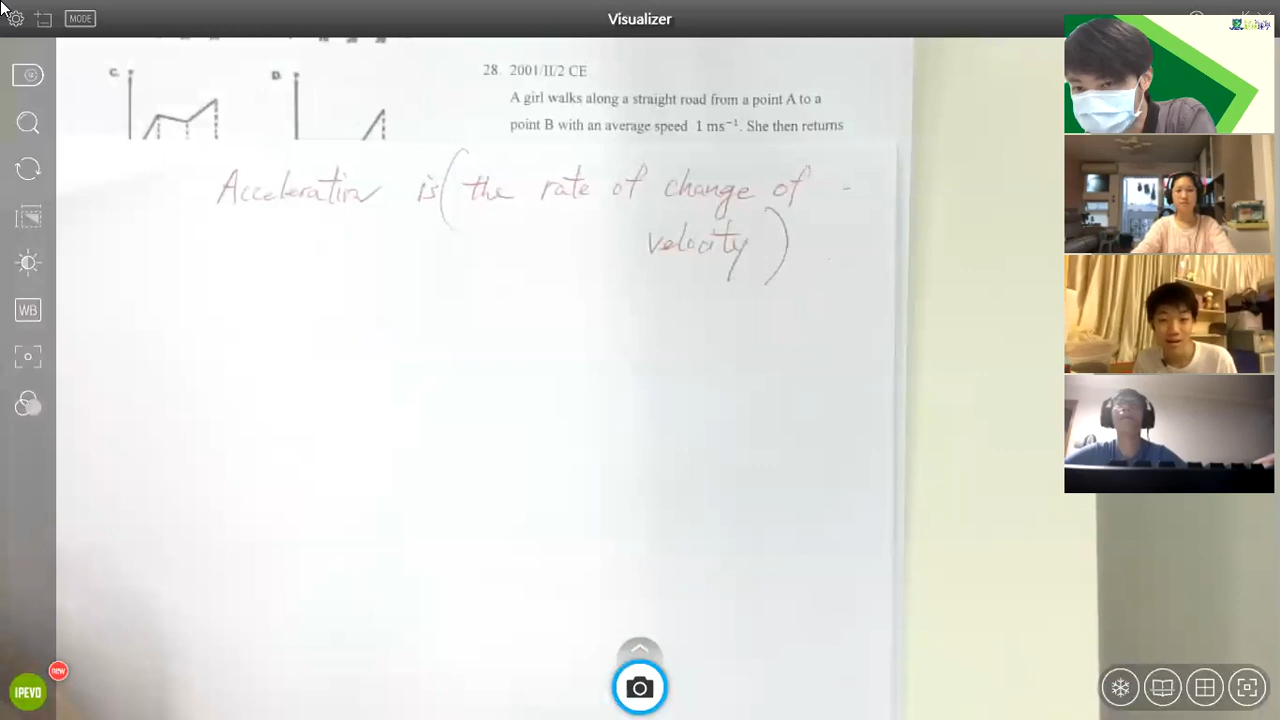 MODE
Visualizer
C.
D.
28. 2001/II/2 CE
A girl walks along a straight road from a point A to a
point B with an average speed 1 ms⁻¹. She then returns
Acceleration is (the rate of change of
velocity)
WB
new
IPEVO